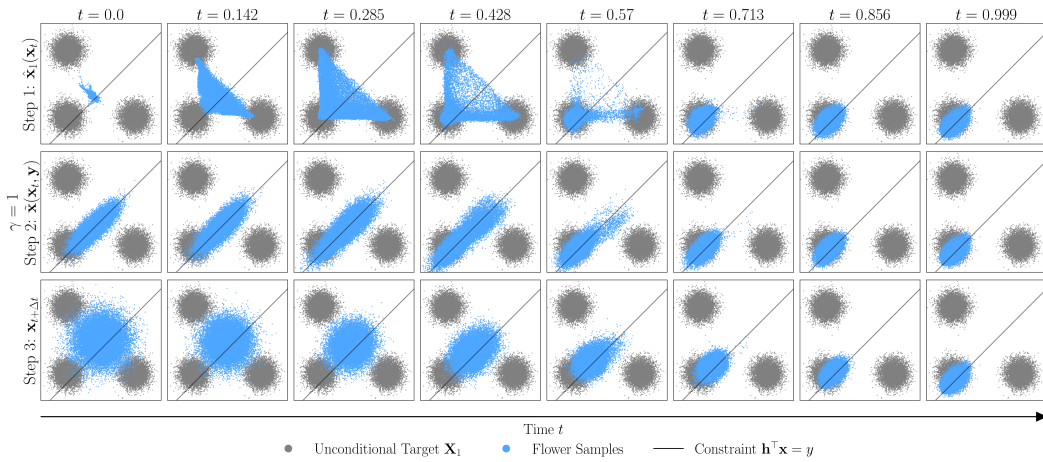 t = 0.0 t = 0.142 t = 0.285 t = 0.428 t = 0.57 t = 0.713 t = 0.856 t = 0.999
Step 1: x̂₁(xₜ)
γ = 1
Step 2: x̃(xₜ, y)
Step 3: xₜ₊Δₜ
Time t
Unconditional Target X₁ Flower Samples Constraint h⊤x = y